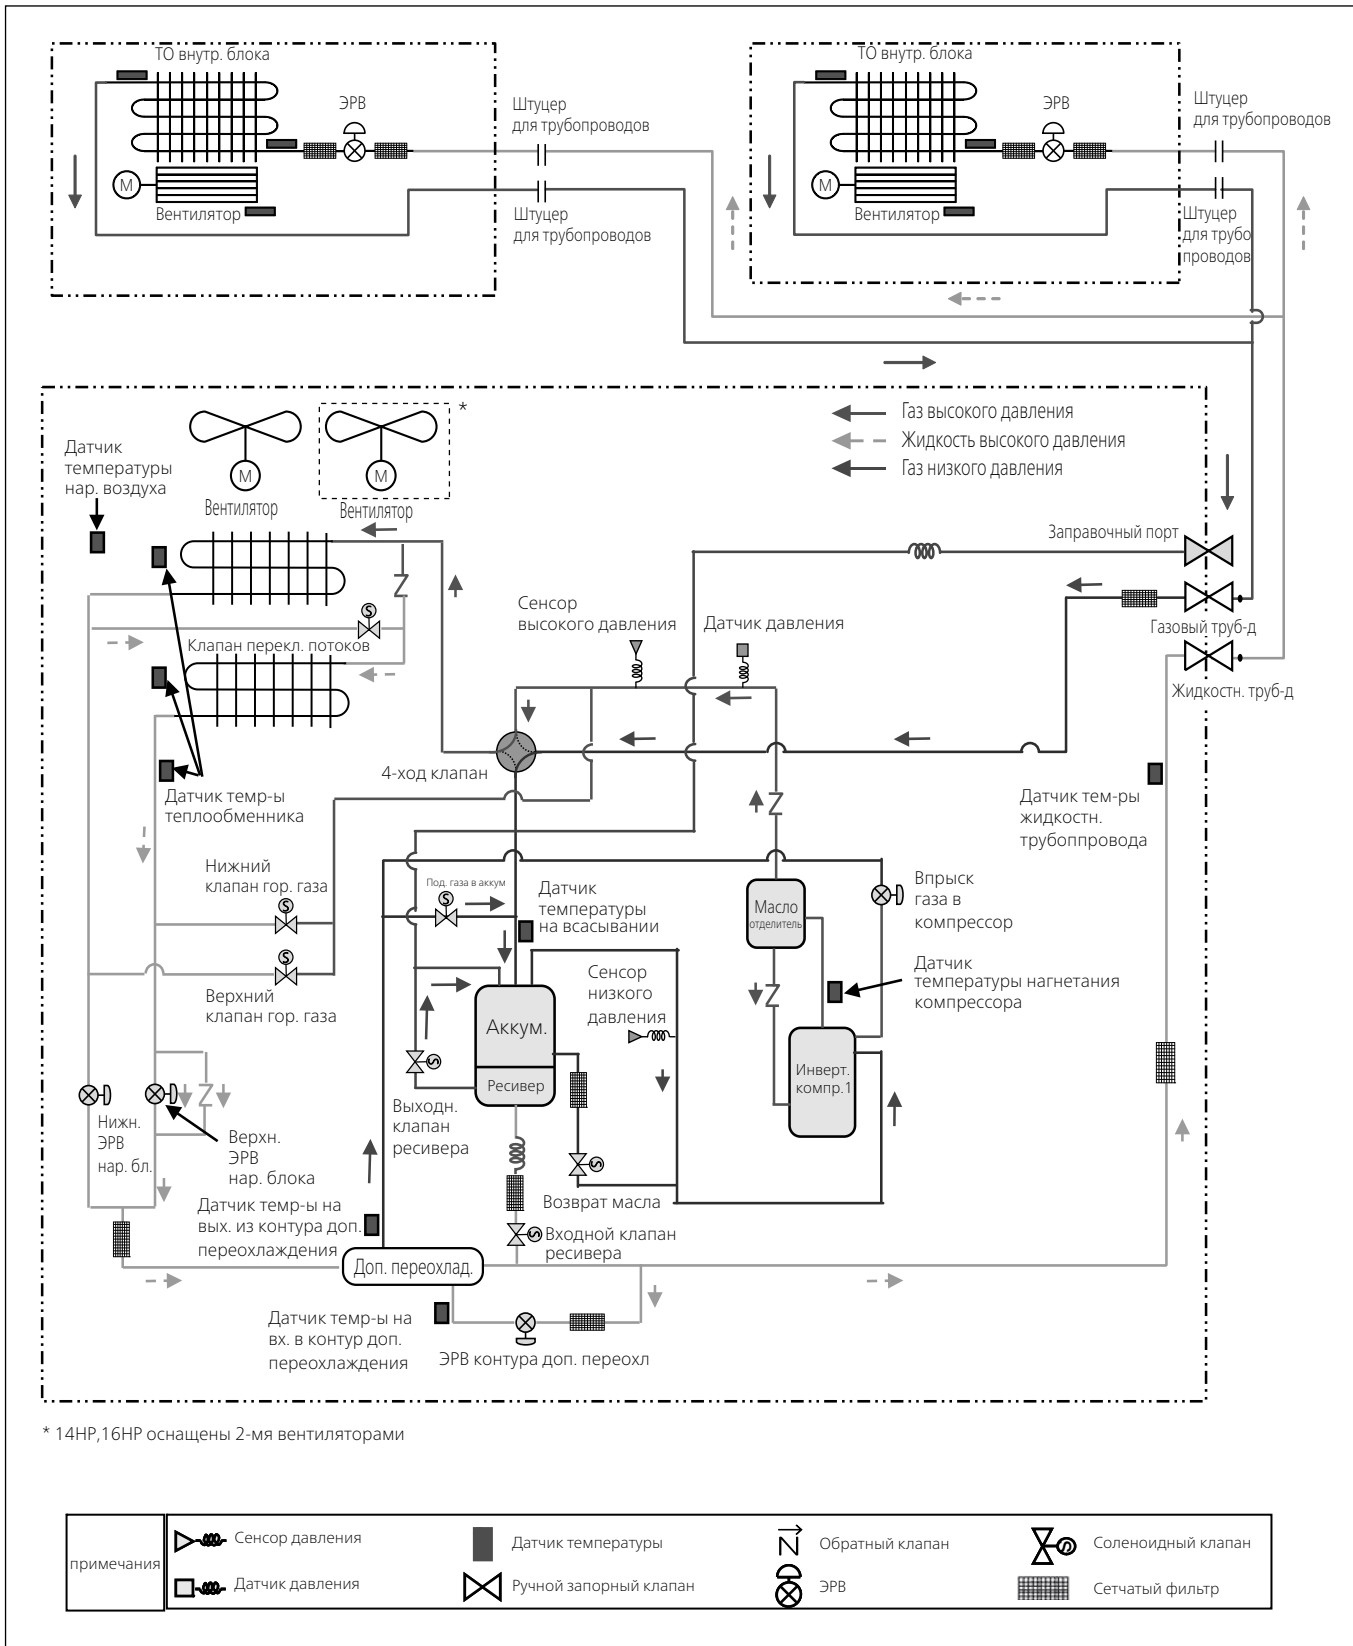 ТО внутр. блока
ЭРВ
Штуцер
для трубопроводов
M
Вентилятор
Штуцер
для трубопроводов
ТО внутр. блока
ЭРВ
Штуцер
для трубопроводов
M
Вентилятор
Штуцер
для трубо
проводов
*
Газ высокого давления
Жидкость высокого давления
Газ низкого давления
Датчик
температуры
нар. воздуха
M
M
Вентилятор
Вентилятор
Заправочный порт
S
Сенсор
высокого давления
Датчик давления
Газовый труб-д
Клапан перекл. потоков
Жидкостн. труб-д
4-ход клапан
Датчик темр-ы
теплообменника
Датчик тем-ры
жидкостн.
трубоппровода
Нижний
клапан гор. газа
S
Под. газа в аккум
S
Датчик
температуры
на всасывании
Масло
отделитель
Впрыск
газа в
компрессор
S
Верхний
клапан гор. газа
Сенсор
низкого
давления
Датчик
температуры нагнетания
компрессора
Аккум.
Ресивер
S
Инверт.
компр.1
Выходн.
клапан
ресивера
Нижн.
ЭРВ
нар. бл.
Верхн.
ЭРВ
нар. блока
S
Возврат масла
Датчик темр-ы на
вых. из контура доп.
переохлаждения
S
Входной клапан
ресивера
Доп. переохлад.
Датчик темр-ы на
вх. в контур доп.
переохлаждения
ЭРВ контура доп. переохл
* 14HP,16HP оснащены 2-мя вентиляторами
примечания
Сенсор давления
Датчик температуры
Обратный клапан
S
Соленоидный клапан
Датчик давления
Ручной запорный клапан
ЭРВ
Сетчатый фильтр